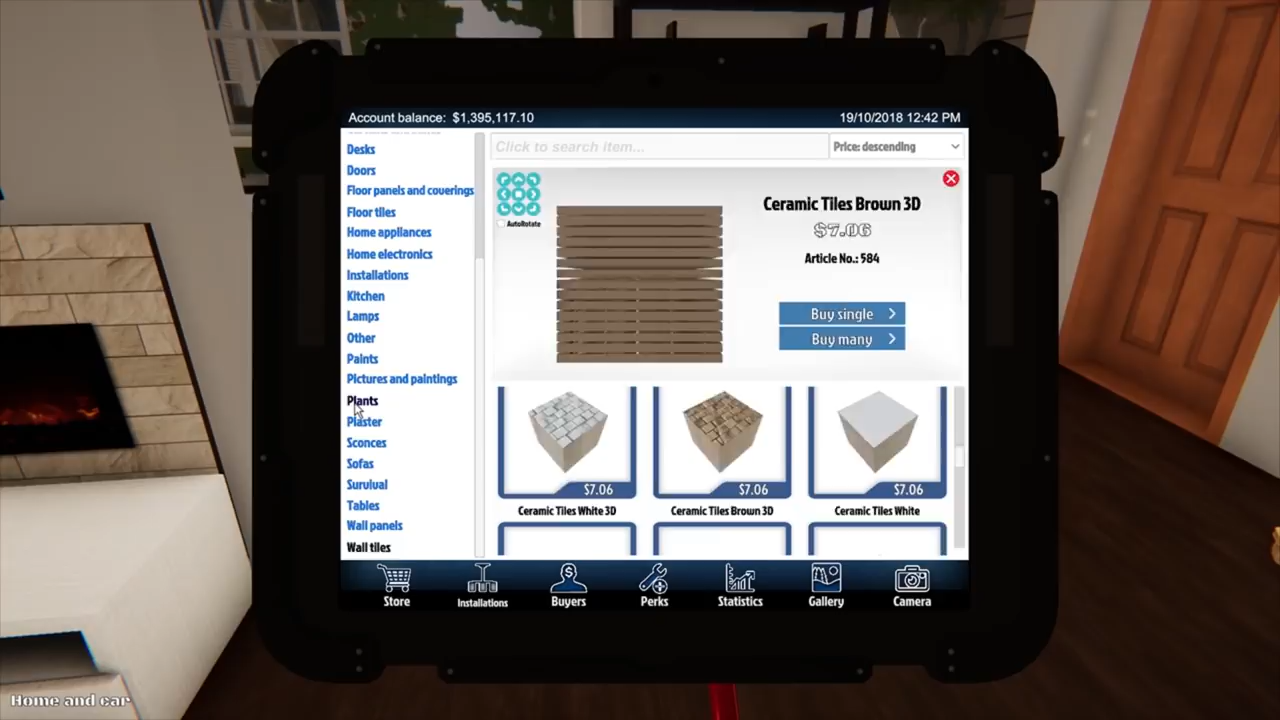 Account balance: $1,395,117.10
19/10/2018 12:42 PM
Desks
Doors
Floor panels and coverings
Floor tiles
Home appliances
Home electronics
Installations
Kitchen
Lamps
Other
Paints
Pictures and paintings
Plants
Plaster
Sconces
Sofas
Survival
Tables
Wall panels
Wall tiles
Click to search item...
Price: descending
AutoRotate
Ceramic Tiles Brown 3D
$7.06
Article No.: 584
Buy single
Buy many
$7.06
$7.06
$7.06
Ceramic Tiles White 3D
Ceramic Tiles Brown 3D
Ceramic Tiles White
Store
Installations
Buyers
Perks
Statistics
Gallery
Camera
Home and car